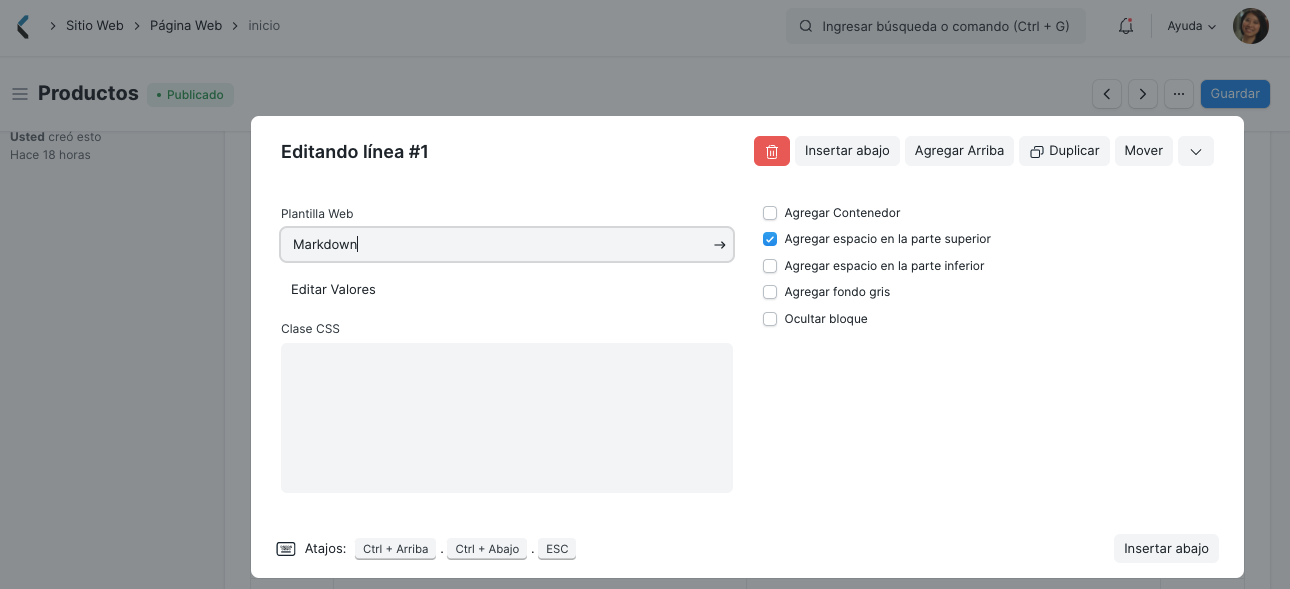 Sitio Web Página Web inicio
Ingresar búsqueda o comando (Ctrl + G)
Ayuda
Productos
Publicado
Guardar
Usted creó esto
Hace 18 horas
Editando línea #1
Insertar abajo
Agregar Arriba
Duplicar
Mover
Plantilla Web
Markdown
Editar Valores
Clase CSS
Agregar Contenedor
Agregar espacio en la parte superior
Agregar espacio en la parte inferior
Agregar fondo gris
Ocultar bloque
Atajos: Ctrl + Arriba . Ctrl + Abajo . ESC
Insertar abajo